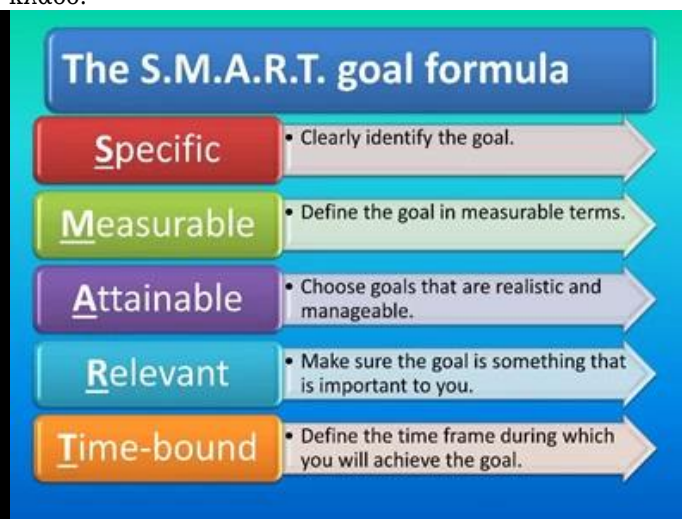 κλάδο.
The S.M.A.R.T. goal formula
Specific
• Clearly identify the goal.
Measurable
• Define the goal in measurable terms.
Attainable
• Choose goals that are realistic and
manageable.
Relevant
• Make sure the goal is something that
is important to you.
Time-bound
• Define the time frame during which
you will achieve the goal.